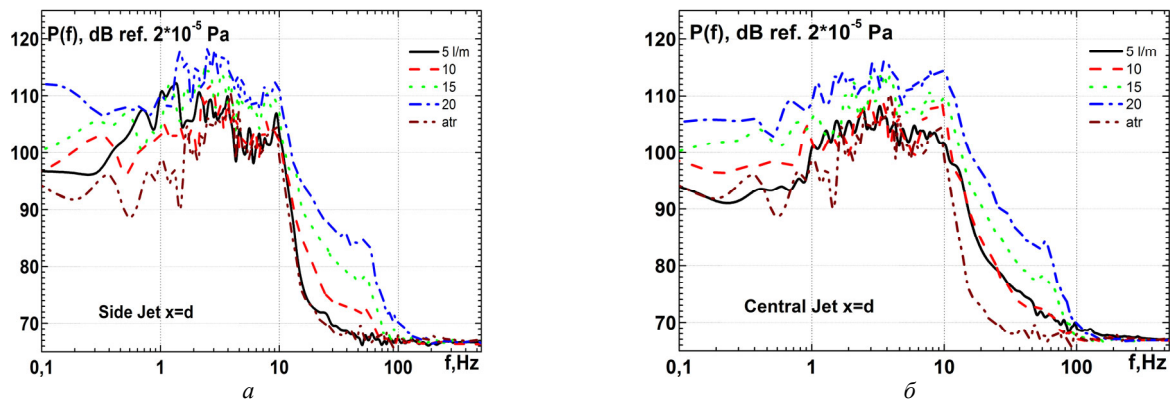 P(f), dB ref. 2*10⁻⁵ Pa
120
110
100
90
80
70
5 l/m
10
15
20
atr
Side Jet x=d
0,1
1
10
100
f,Hz
а
P(f), dB ref. 2*10⁻⁵ Pa
120
110
100
90
80
70
5 l/m
10
15
20
atr
Central Jet x=d
0,1
1
10
100
f,Hz
б